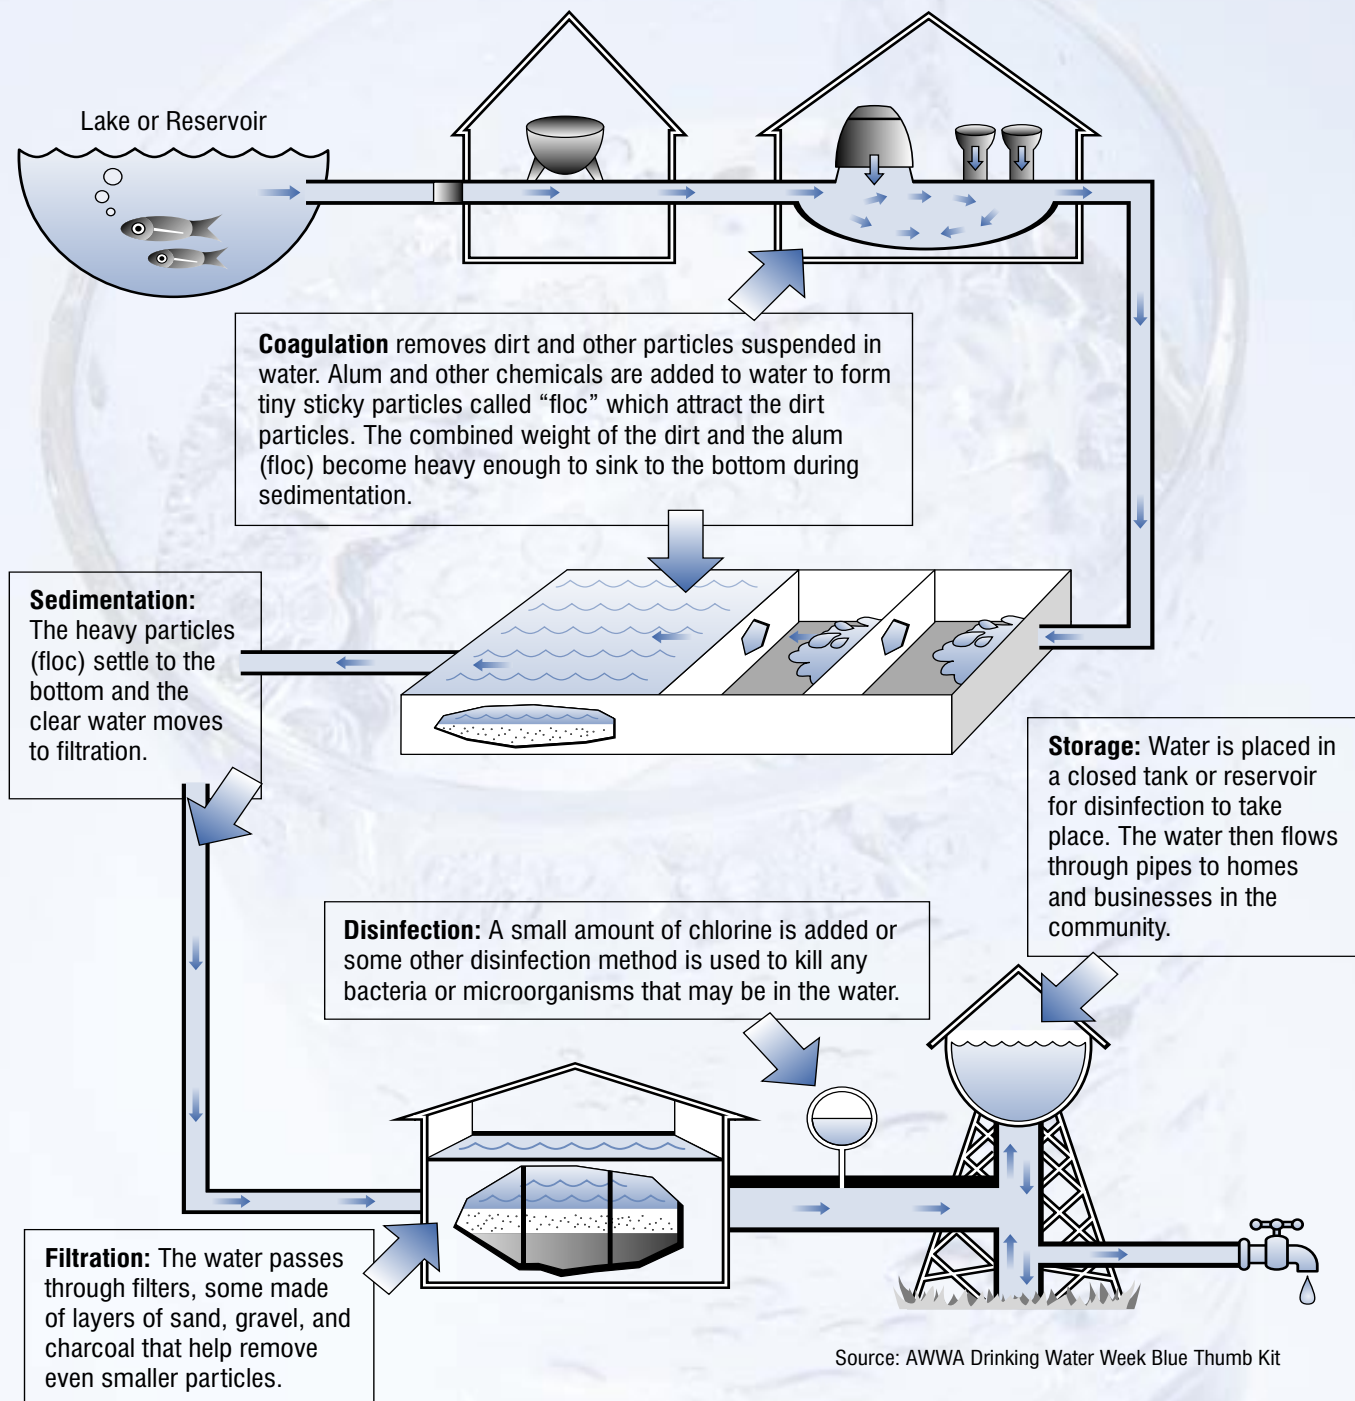 Lake or Reservoir
Coagulation removes dirt and other particles suspended in
water. Alum and other chemicals are added to water to form
tiny sticky particles called “floc” which attract the dirt
particles. The combined weight of the dirt and the alum
(floc) become heavy enough to sink to the bottom during
sedimentation.
Sedimentation:
The heavy particles
(floc) settle to the
bottom and the
clear water moves
to filtration.
Storage: Water is placed in
a closed tank or reservoir
for disinfection to take
place. The water then flows
through pipes to homes
and businesses in the
community.
Disinfection: A small amount of chlorine is added or
some other disinfection method is used to kill any
bacteria or microorganisms that may be in the water.
Filtration: The water passes
through filters, some made
of layers of sand, gravel, and
charcoal that help remove
even smaller particles.
Source: AWWA Drinking Water Week Blue Thumb Kit